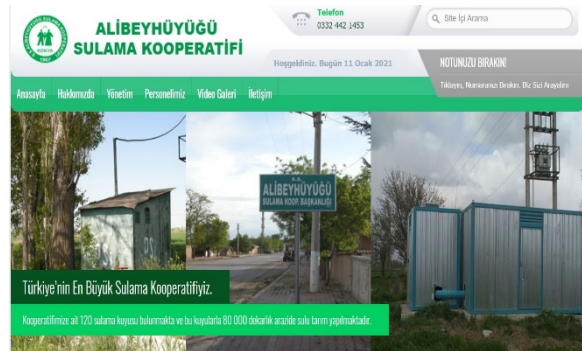 ALİBEYHÜYÜĞÜ
SULAMA KOOPERATİFİ
Telefon
0332 442 1453
Site İçi Arama
Hoşgeldiniz. Bugün 11 Ocak 2021
NOTUNUZU BIRAKIN!
Tıklayın, Numaranızı Bırakın. Biz Sizi Arayalım
Anasayfa Hakkımızda Yönetim Personelimiz Video Galeri İletişim
S.S.
ALİBEYHÜYÜĞÜ
SULAMA KOOP. BAŞKANLIĞI
Türkiye'nin En Büyük Sulama Kooperatifiyiz.
Kooperatifimize ait 120 sulama kuyusu bulunmakta ve bu kuyularla 80 000 dekarlık arazide sulu tarım yapılmaktadır.